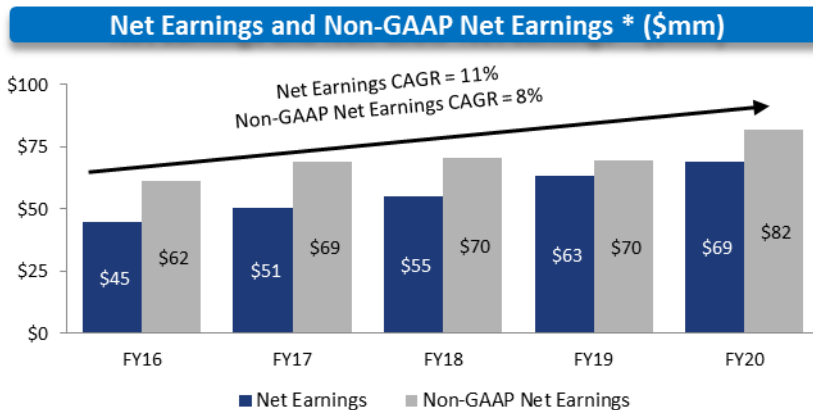 Net Earnings and Non-GAAP Net Earnings * ($mm)
$100
$75
$50
$25
$0
Net Earnings CAGR = 11%
Non-GAAP Net Earnings CAGR = 8%
$45
$62
$51
$69
$55
$70
$63
$70
$69
$82
FY16
FY17
FY18
FY19
FY20
Net Earnings
Non-GAAP Net Earnings